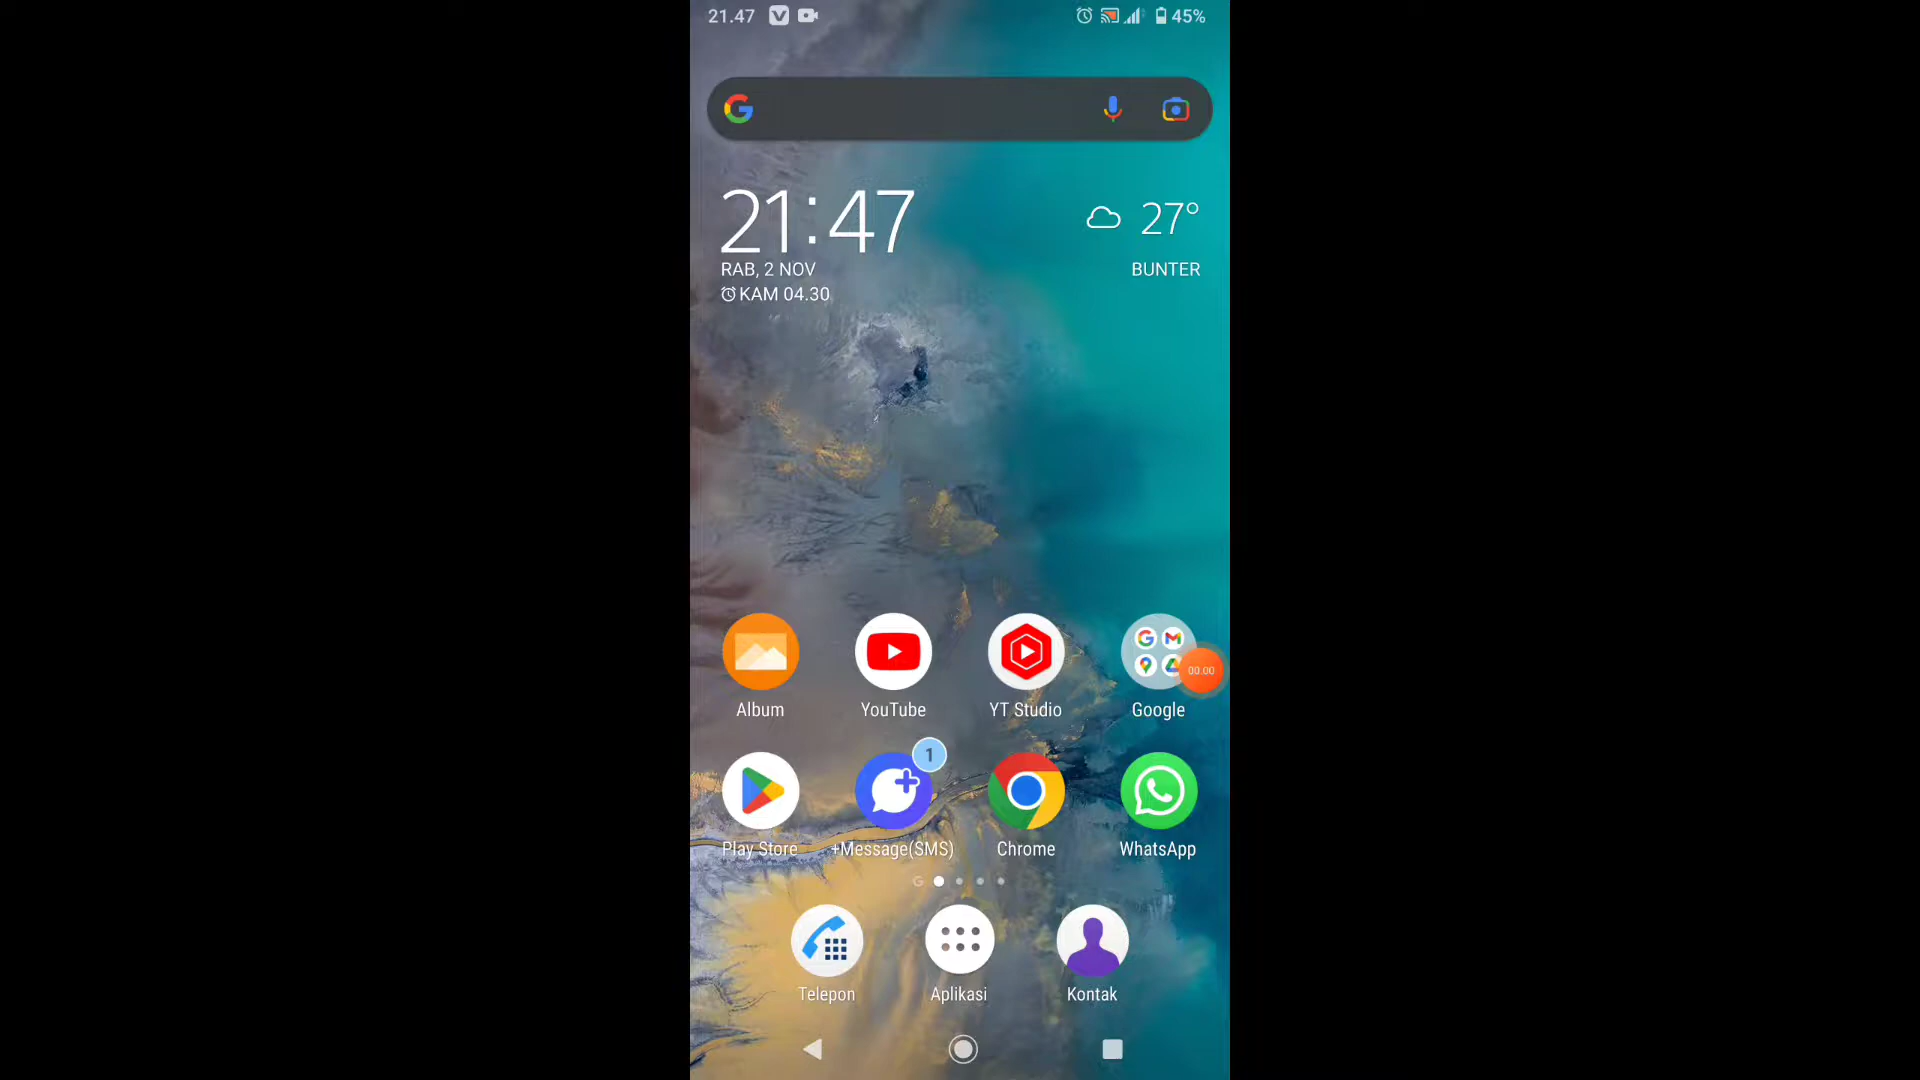 21.47
45%
21:47
27°
RAB, 2 NOV
BUNTER
KAM 04.30
00.00
Album
YouTube
YT Studio
Google
1
Play Store
+Message(SMS)
Chrome
WhatsApp
Telepon
Aplikasi
Kontak